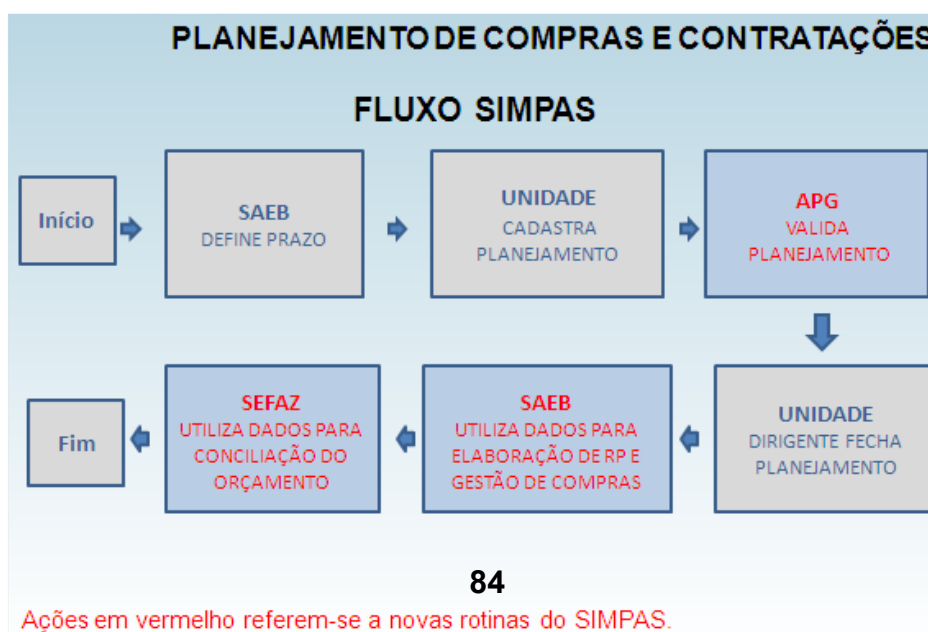 PLANEJAMENTO DE COMPRAS E CONTRATAÇÕES
FLUXO SIMPAS
Início
SAEB
DEFINE PRAZO
UNIDADE
CADASTRA
PLANEJAMENTO
APG
VALIDA
PLANEJAMENTO
UNIDADE
DIRIGENTE FECHA
PLANEJAMENTO
SAEB
UTILIZA DADOS PARA
ELABORAÇÃO DE RP E
GESTÃO DE COMPRAS
SEFAZ
UTILIZA DADOS PARA
CONCILIAÇÃO DO
ORÇAMENTO
Fim
84
Ações em vermelho referem-se a novas rotinas do SIMPAS.